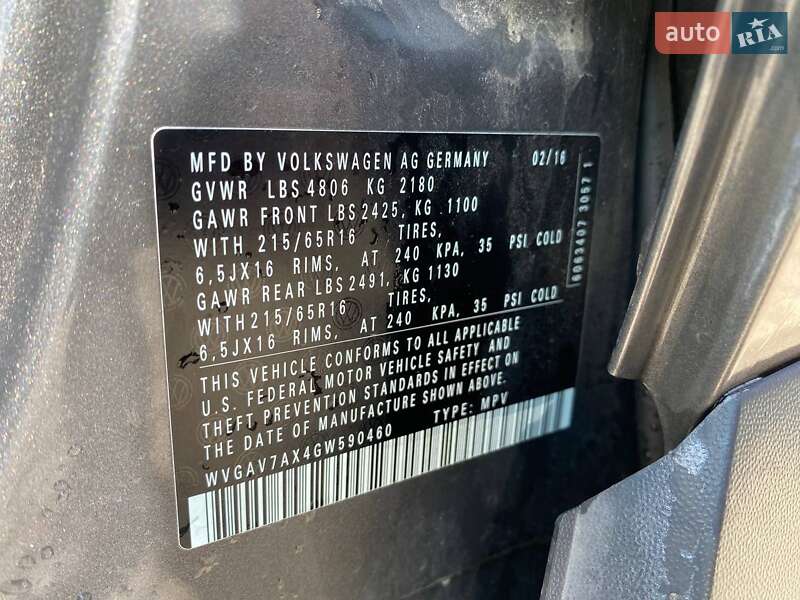 auto RIA .com
MFD BY VOLKSWAGEN AG GERMANY 02/16
GVWR LBS 4806 KG 2180
GAWR FRONT LBS 2425, KG 1100
WITH 215/65R16 TIRES,
6,5JX16 RIMS, AT 240 KPA, 35 PSI COLD
GAWR REAR LBS 2491, KG 1130
WITH 215/65R16 TIRES,
6,5JX16 RIMS, AT 240 KPA, 35 PSI COLD
THIS VEHICLE CONFORMS TO ALL APPLICABLE
U.S. FEDERAL MOTOR VEHICLE SAFETY AND
THEFT PREVENTION STANDARDS IN EFFECT ON
THE DATE OF MANUFACTURE SHOWN ABOVE.
WVGAV7AX4GW590460 TYPE: MPV
6063407 30571